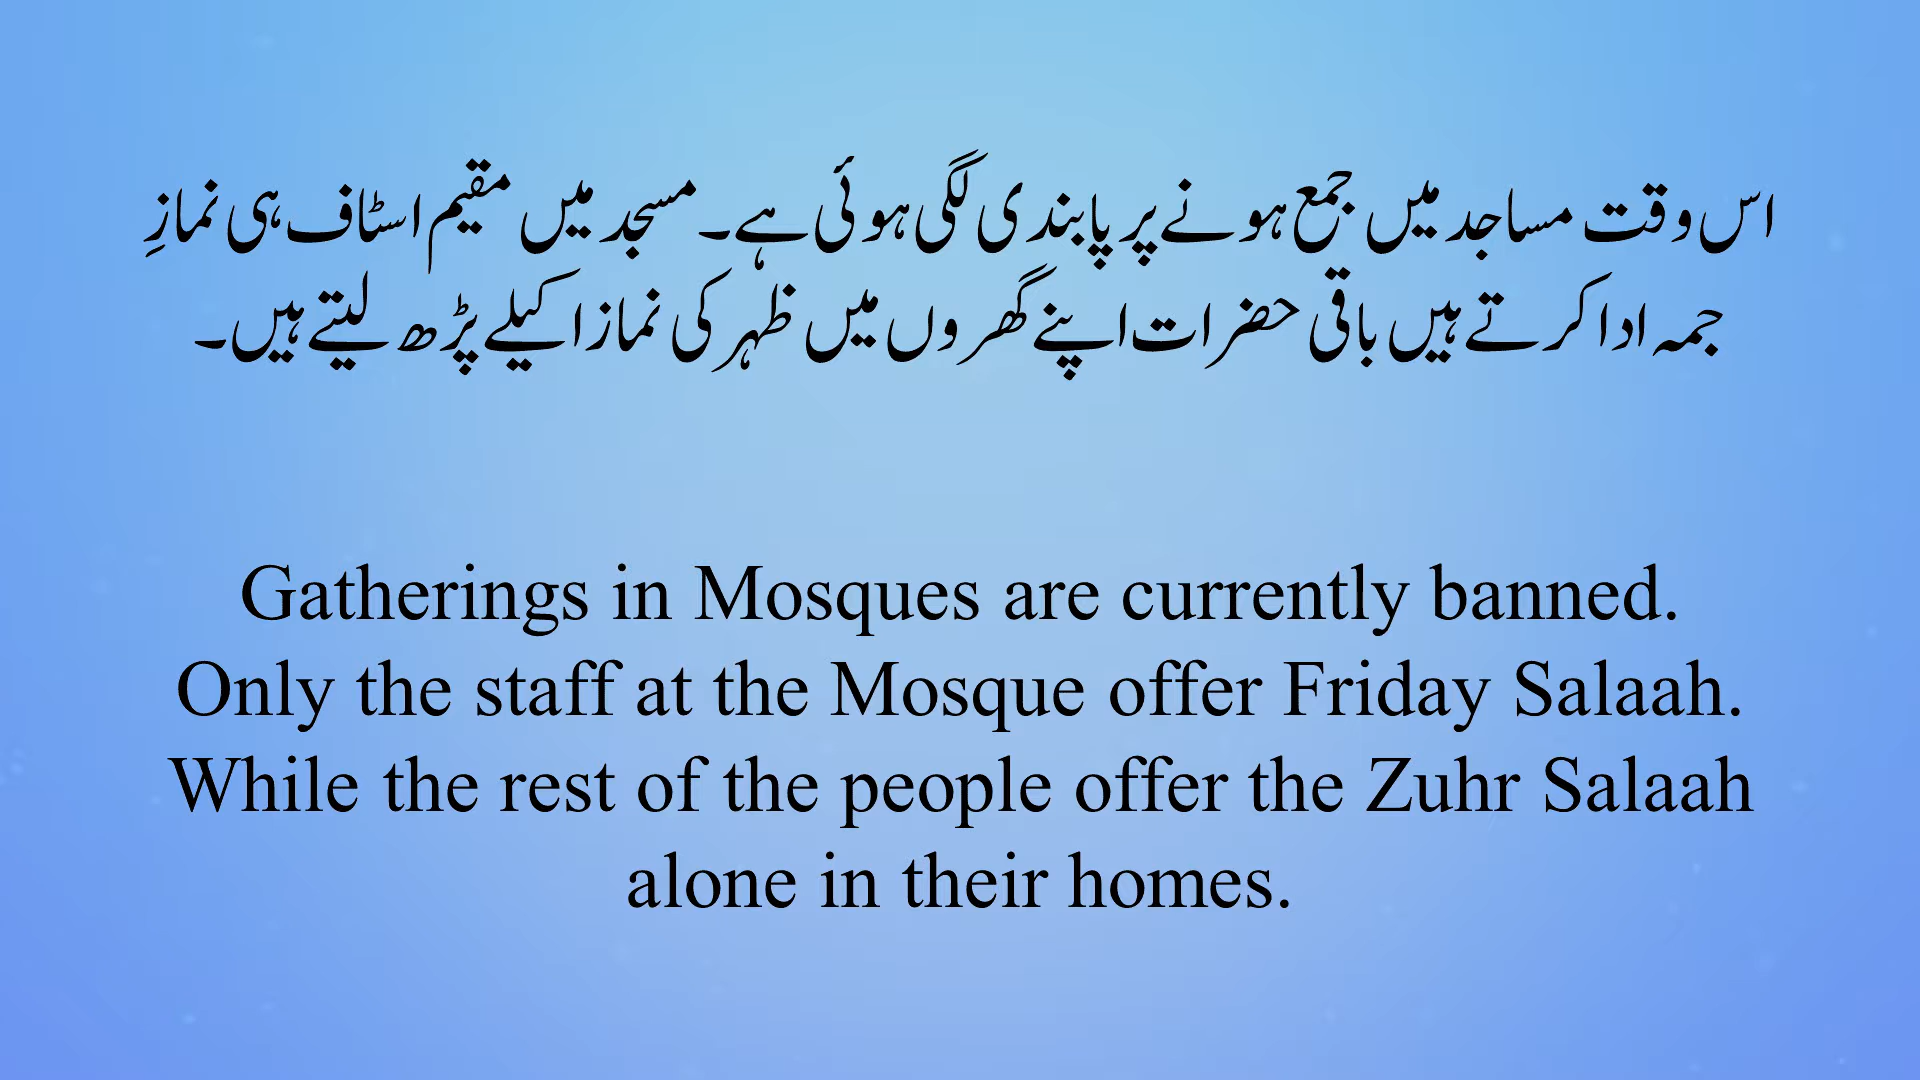 اس وقت مساجد میں جمع ہونے پر پابندی لگی ہوئی ہے۔ مسجد میں مقیم اسٹاف ہی نمازِ
جمہ ادا کرتے ہیں باقی حضرات اپنے گھروں میں ظہر کی نماز اکیلے پڑھ لیتے ہیں۔
Gatherings in Mosques are currently banned.
Only the staff at the Mosque offer Friday Salaah.
While the rest of the people offer the Zuhr Salaah
alone in their homes.